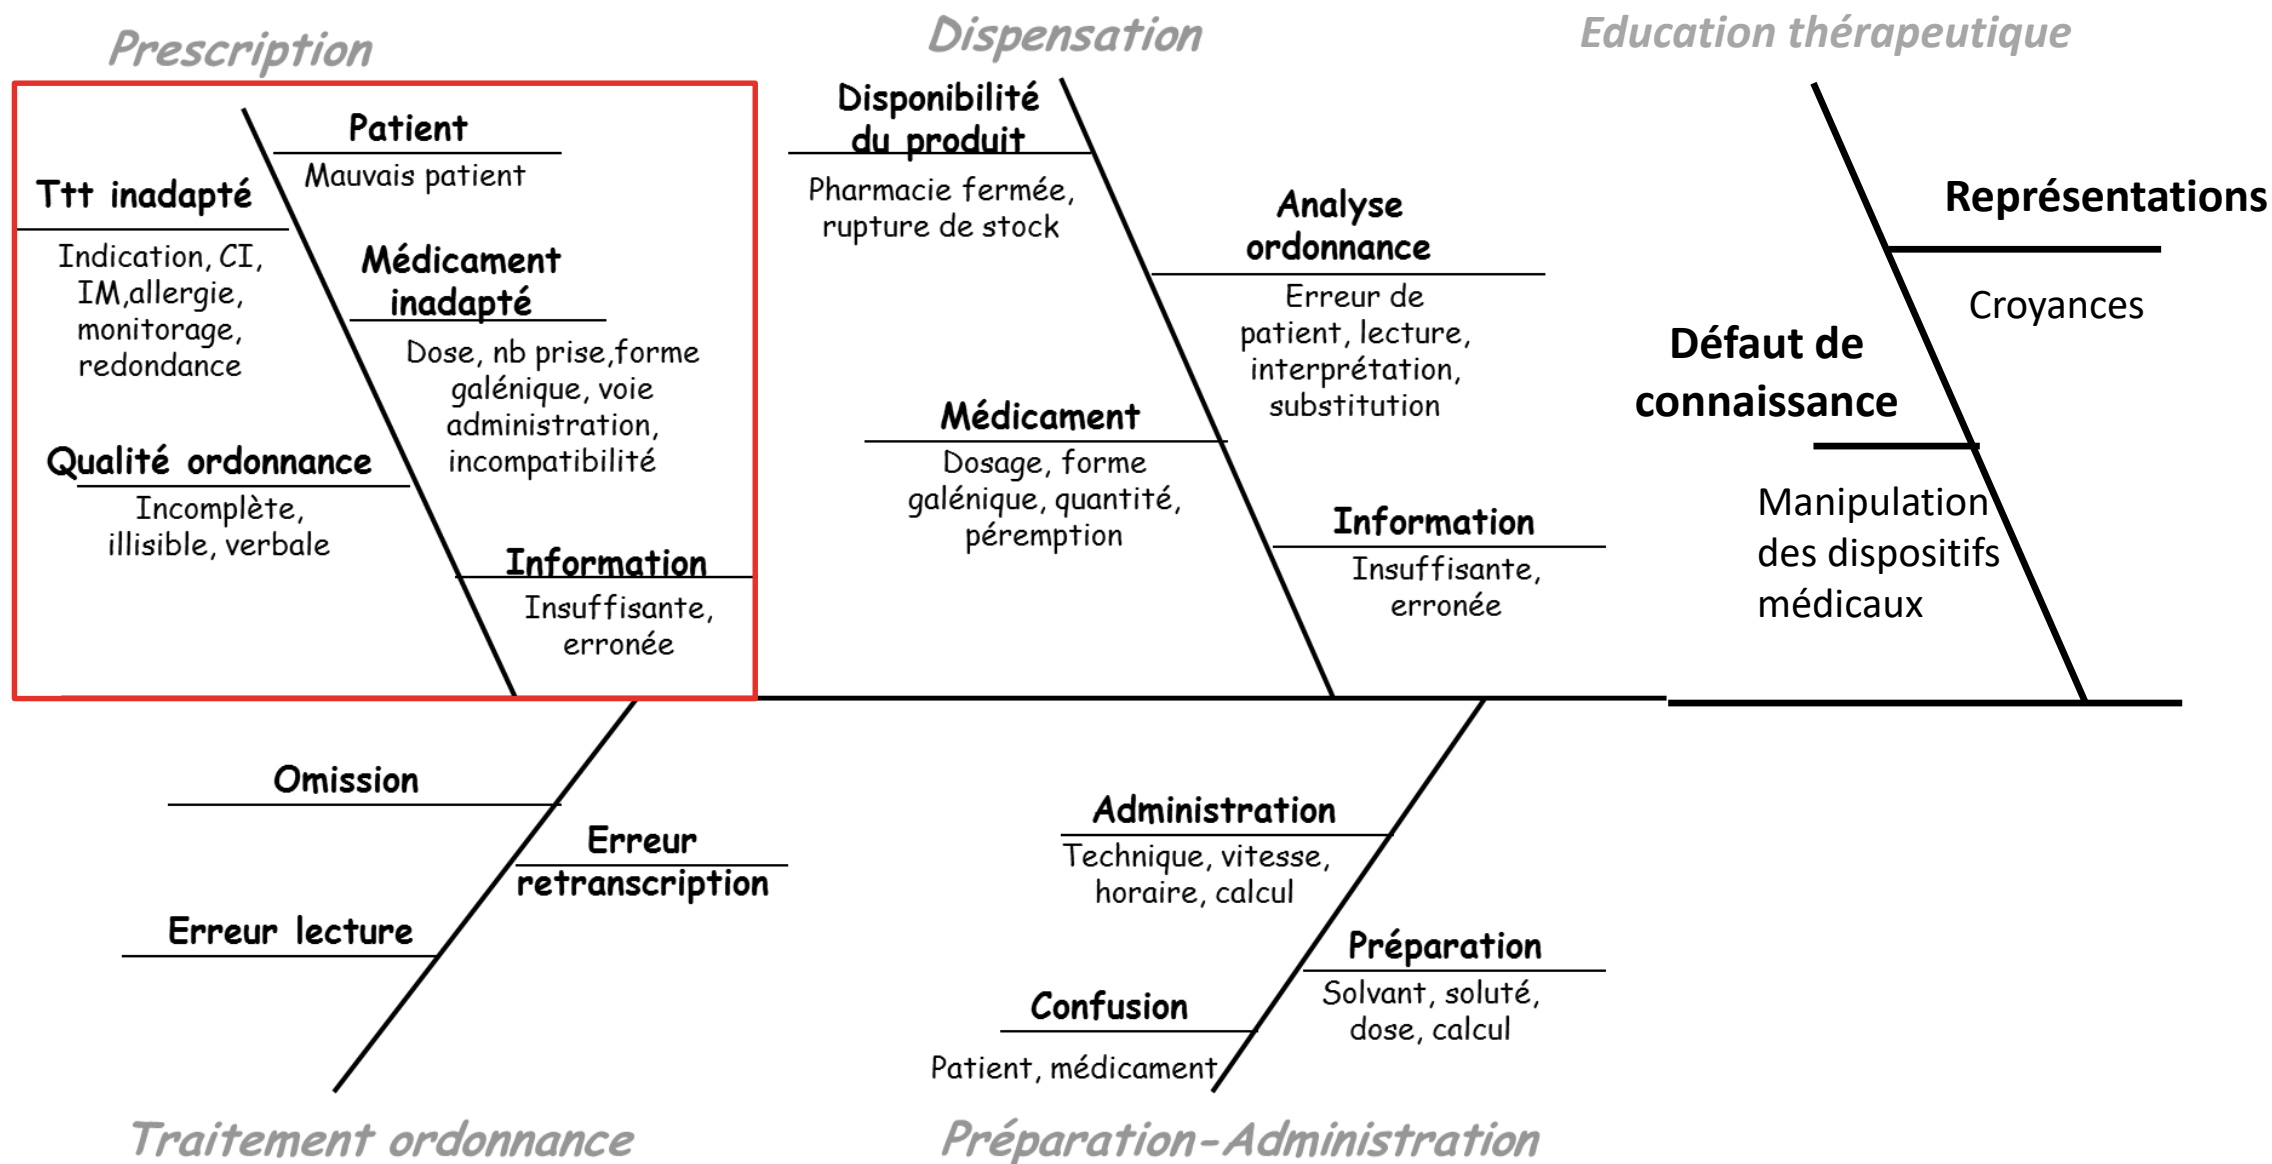 Prescription
Patient
Mauvais patient
Ttt inadapté
Indication, CI,
IM,allergie,
monitorage,
redondance
Médicament
inadapté
Dose, nb prise,forme
galénique, voie
administration,
incompatibilité
Qualité ordonnance
Incomplète,
illisible, verbale
Information
Insuffisante,
erronée
Dispensation
Disponibilité
du produit
Pharmacie fermée,
rupture de stock
Analyse
ordonnance
Erreur de
patient, lecture,
interprétation,
substitution
Médicament
Dosage, forme
galénique, quantité,
péremption
Information
Insuffisante,
erronée
Education thérapeutique
Représentations
Croyances
Défaut de
connaissance
Manipulation
des dispositifs
médicaux
Omission
Erreur
retranscription
Erreur lecture
Traitement ordonnance
Administration
Technique, vitesse,
horaire, calcul
Préparation
Solvant, soluté,
dose, calcul
Confusion
Patient, médicament
Préparation-Administration